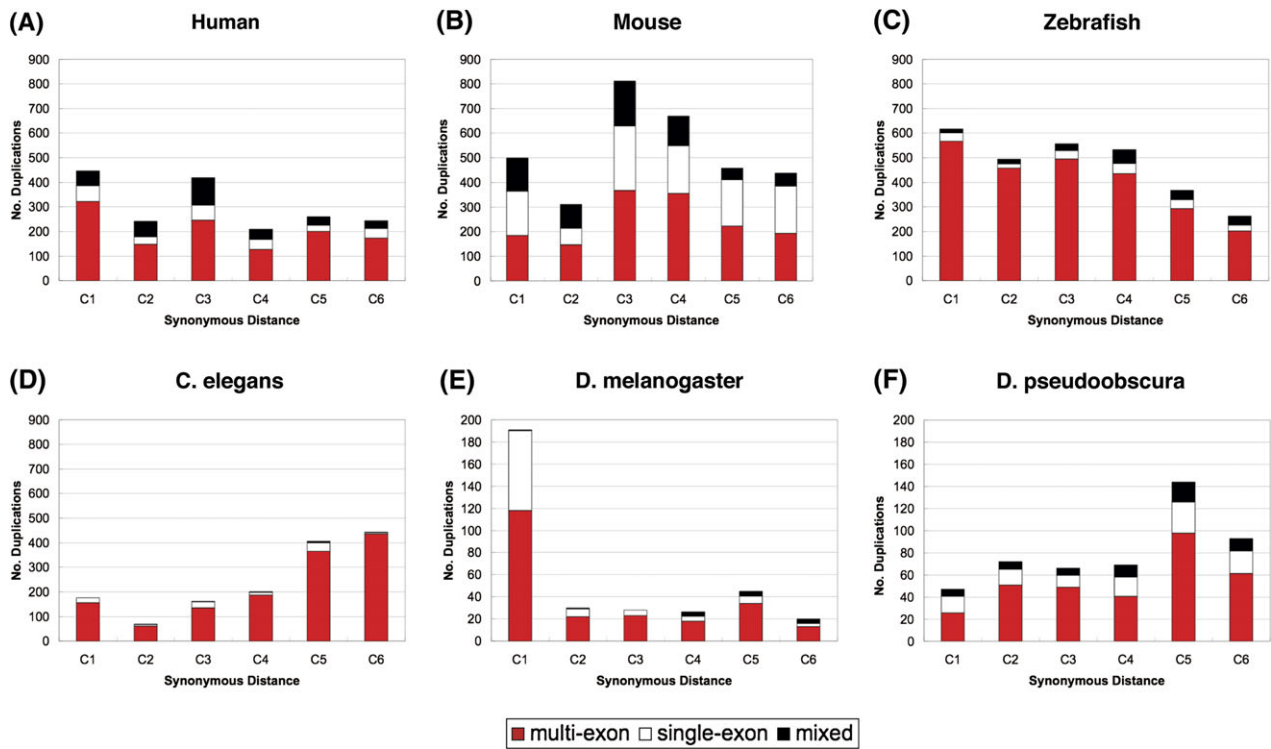 (A) Human
No. Duplications
900
800
700
600
500
400
300
200
100
0
C1 C2 C3 C4 C5 C6
Synonymous Distance
(B) Mouse
No. Duplications
900
800
700
600
500
400
300
200
100
0
C1 C2 C3 C4 C5 C6
Synonymous Distance
(C) Zebrafish
No. Duplications
900
800
700
600
500
400
300
200
100
0
C1 C2 C3 C4 C5 C6
Synonymous Distance
(D) C. elegans
No. Duplications
900
800
700
600
500
400
300
200
100
0
C1 C2 C3 C4 C5 C6
Synonymous Distance
(E) D. melanogaster
No. Duplications
200
180
160
140
120
100
80
60
40
20
0
C1 C2 C3 C4 C5 C6
Synonymous Distance
(F) D. pseudoobscura
No. Duplications
200
180
160
140
120
100
80
60
40
20
0
C1 C2 C3 C4 C5 C6
Synonymous Distance
multi-exon single-exon mixed